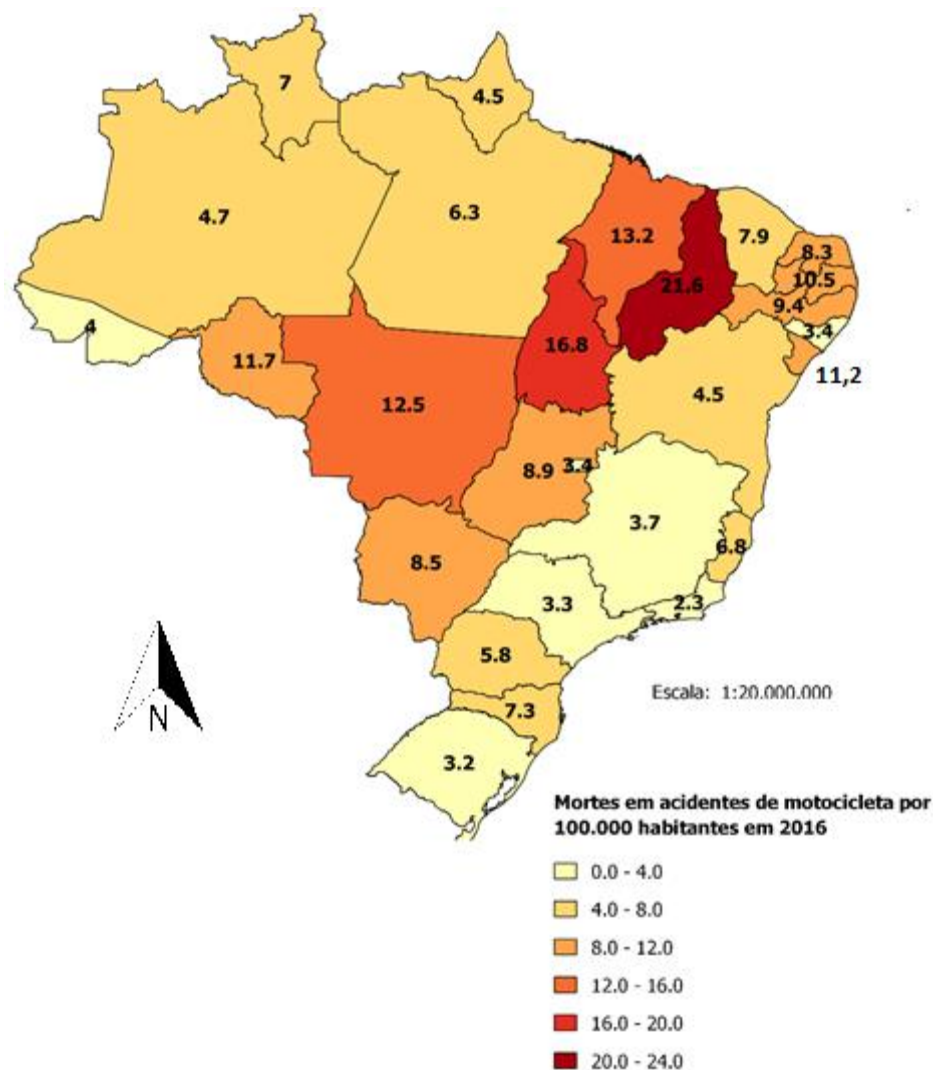 7
4.5
4.7
6.3
13.2
7.9
8.3
10.5
21.6
9.4
3.4
4
11.7
16.8
11,2
12.5
4.5
8.9
3.4
3.7
8.5
6.8
3.3
2.3
5.8
7.3
3.2
N
Escala: 1:20.000.000
Mortes em acidentes de motocicleta por
100.000 habitantes em 2016
0.0 - 4.0
4.0 - 8.0
8.0 - 12.0
12.0 - 16.0
16.0 - 20.0
20.0 - 24.0